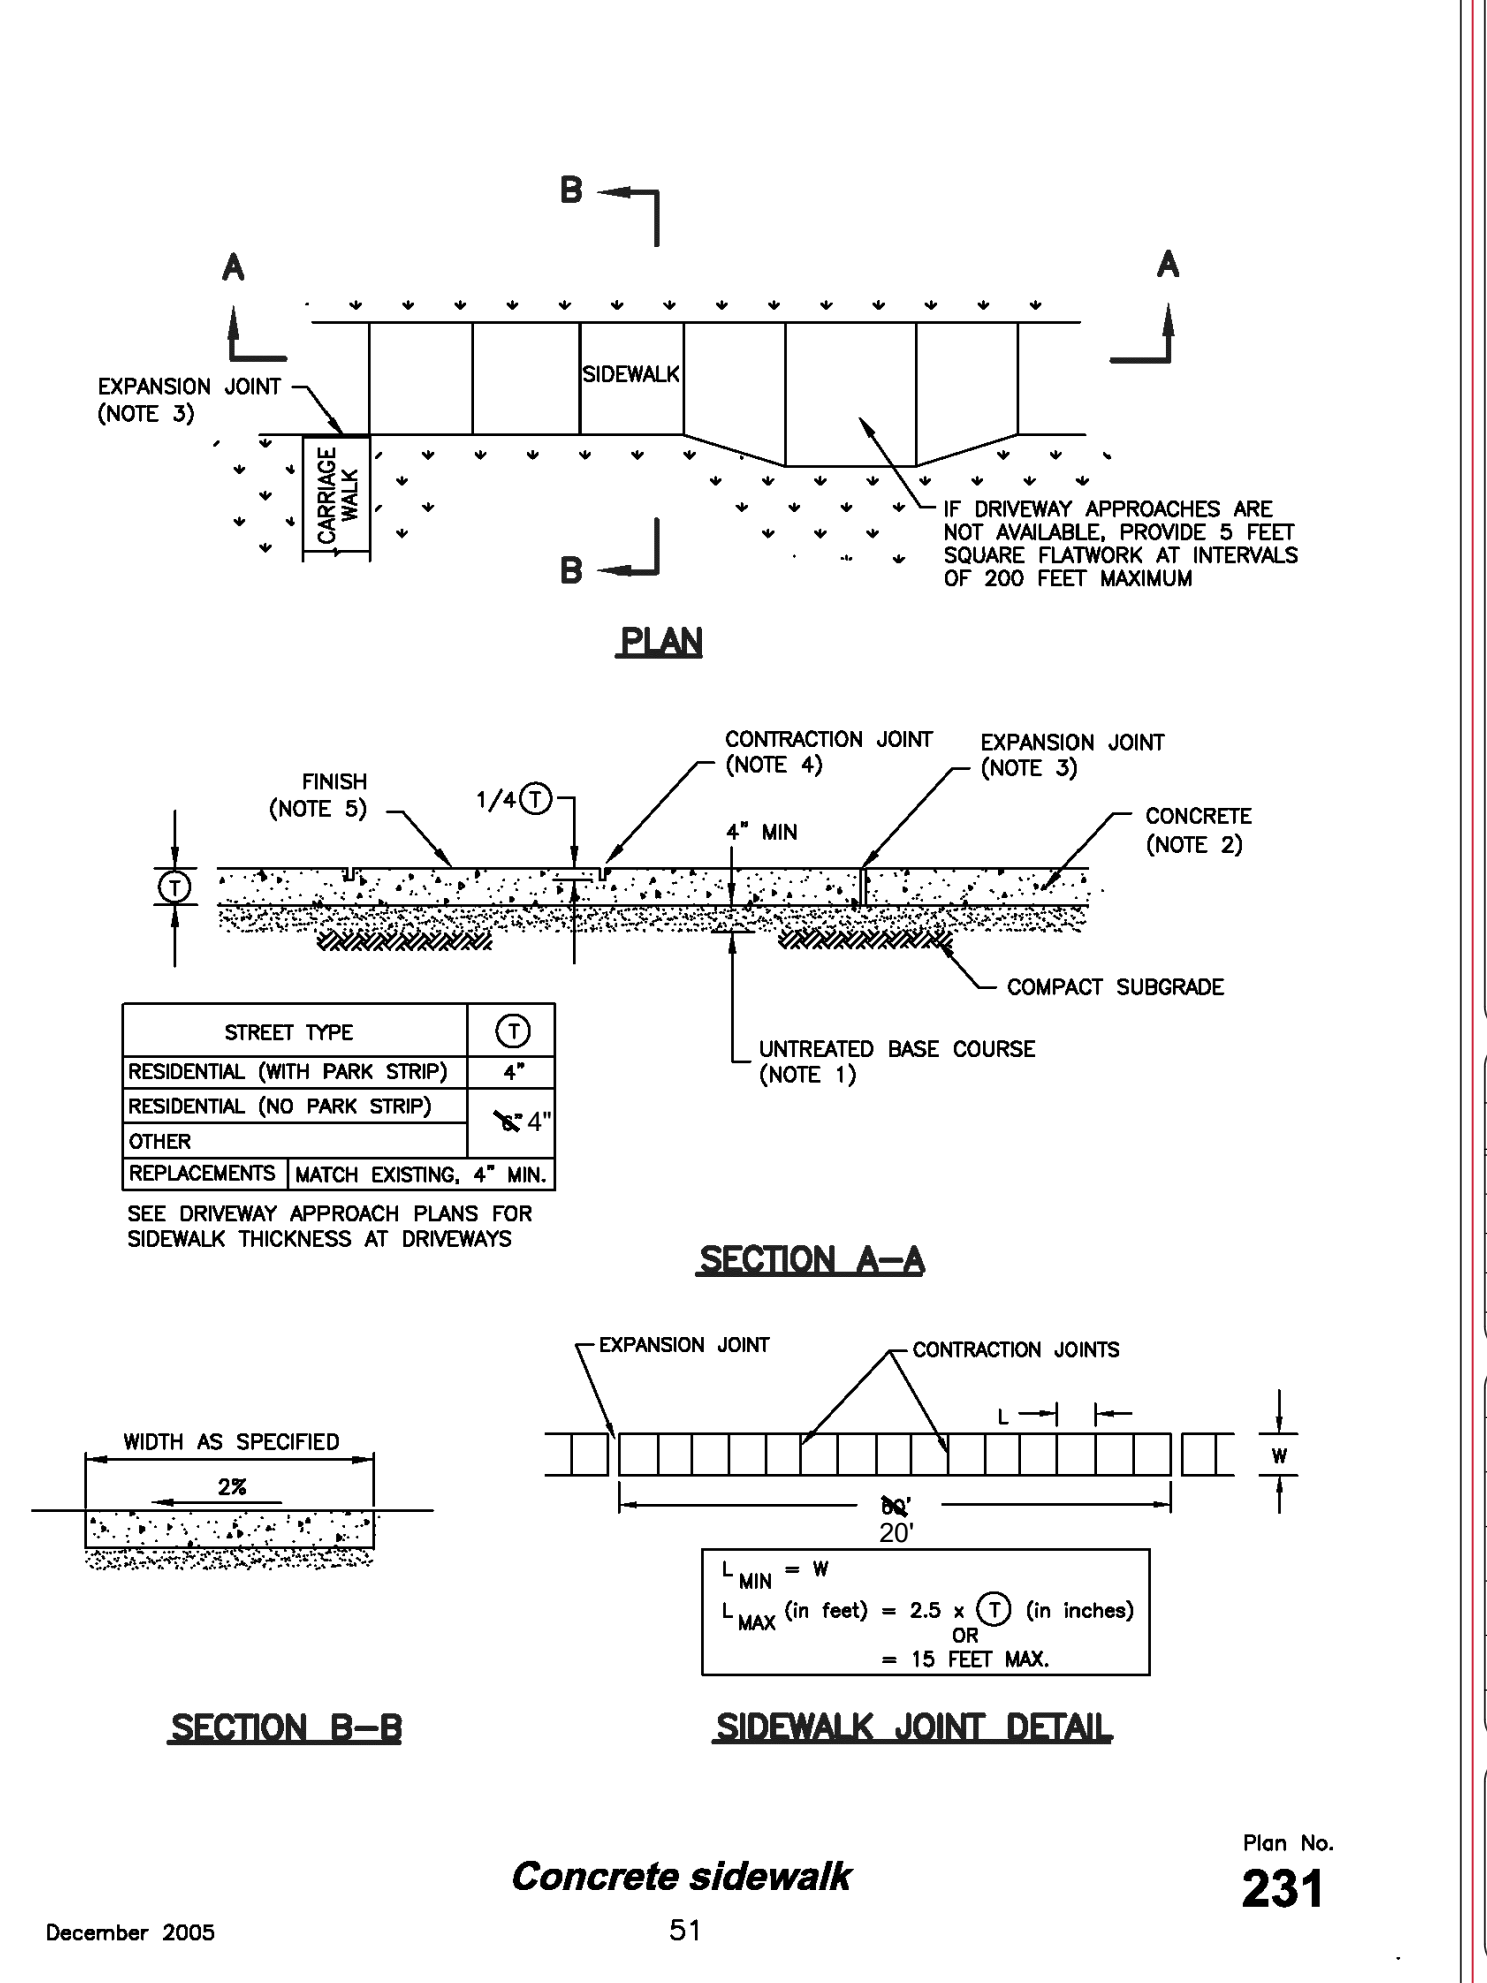 B
A
A
EXPANSION JOINT
(NOTE 3)
SIDEWALK
CARRIAGE
WALK
IF DRIVEWAY APPROACHES ARE
NOT AVAILABLE, PROVIDE 5 FEET
SQUARE FLATWORK AT INTERVALS
OF 200 FEET MAXIMUM
B
PLAN
CONTRACTION JOINT
(NOTE 4)
EXPANSION JOINT
(NOTE 3)
FINISH
(NOTE 5)
1/4 T
4" MIN
CONCRETE
(NOTE 2)
T
COMPACT SUBGRADE
UNTREATED BASE COURSE
(NOTE 1)
STREET TYPE T
RESIDENTIAL (WITH PARK STRIP) 4"
RESIDENTIAL (NO PARK STRIP)
6" 4"
OTHER
REPLACEMENTS MATCH EXISTING, 4" MIN.
SEE DRIVEWAY APPROACH PLANS FOR
SIDEWALK THICKNESS AT DRIVEWAYS
SECTION A–A
EXPANSION JOINT
CONTRACTION JOINTS
L
W
WIDTH AS SPECIFIED
2%
60'
20'
L MIN = W
L MAX (in feet) = 2.5 x T (in inches)
OR
= 15 FEET MAX.
SECTION B–B
SIDEWALK JOINT DETAIL
Plan No.
231
Concrete sidewalk
December 2005
51